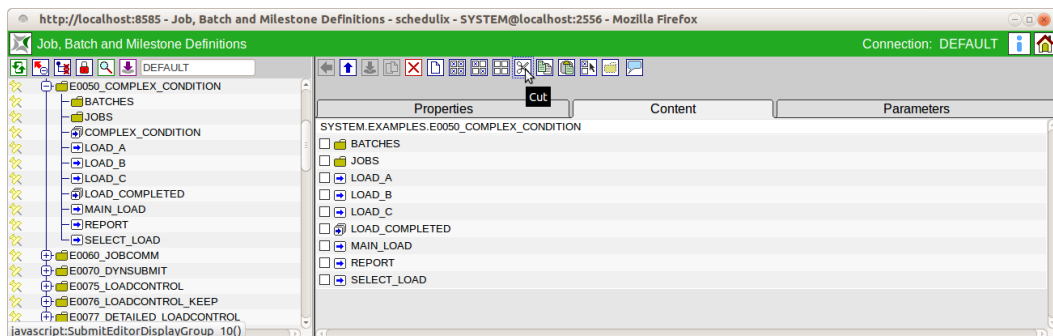 http://localhost:8585 - Job, Batch and Milestone Definitions - schedulix - SYSTEM@localhost:2556 - Mozilla Firefox
Job, Batch and Milestone Definitions
Connection: DEFAULT
DEFAULT
E0050_COMPLEX_CONDITION
BATCHES
JOBS
COMPLEX_CONDITION
LOAD_A
LOAD_B
LOAD_C
LOAD_COMPLETED
MAIN_LOAD
REPORT
SELECT_LOAD
E0060_JOBCOMM
E0070_DYNSUBMIT
E0075_LOADCONTROL
E0076_LOADCONTROL_KEEP
E0077_DETAILED_LOADCONTROL
javascript:SubmitEditorDisplayGroup_10()
Cut
Properties
Content
Parameters
SYSTEM.EXAMPLES.E0050_COMPLEX_CONDITION
BATCHES
JOBS
LOAD_A
LOAD_B
LOAD_C
LOAD_COMPLETED
MAIN_LOAD
REPORT
SELECT_LOAD